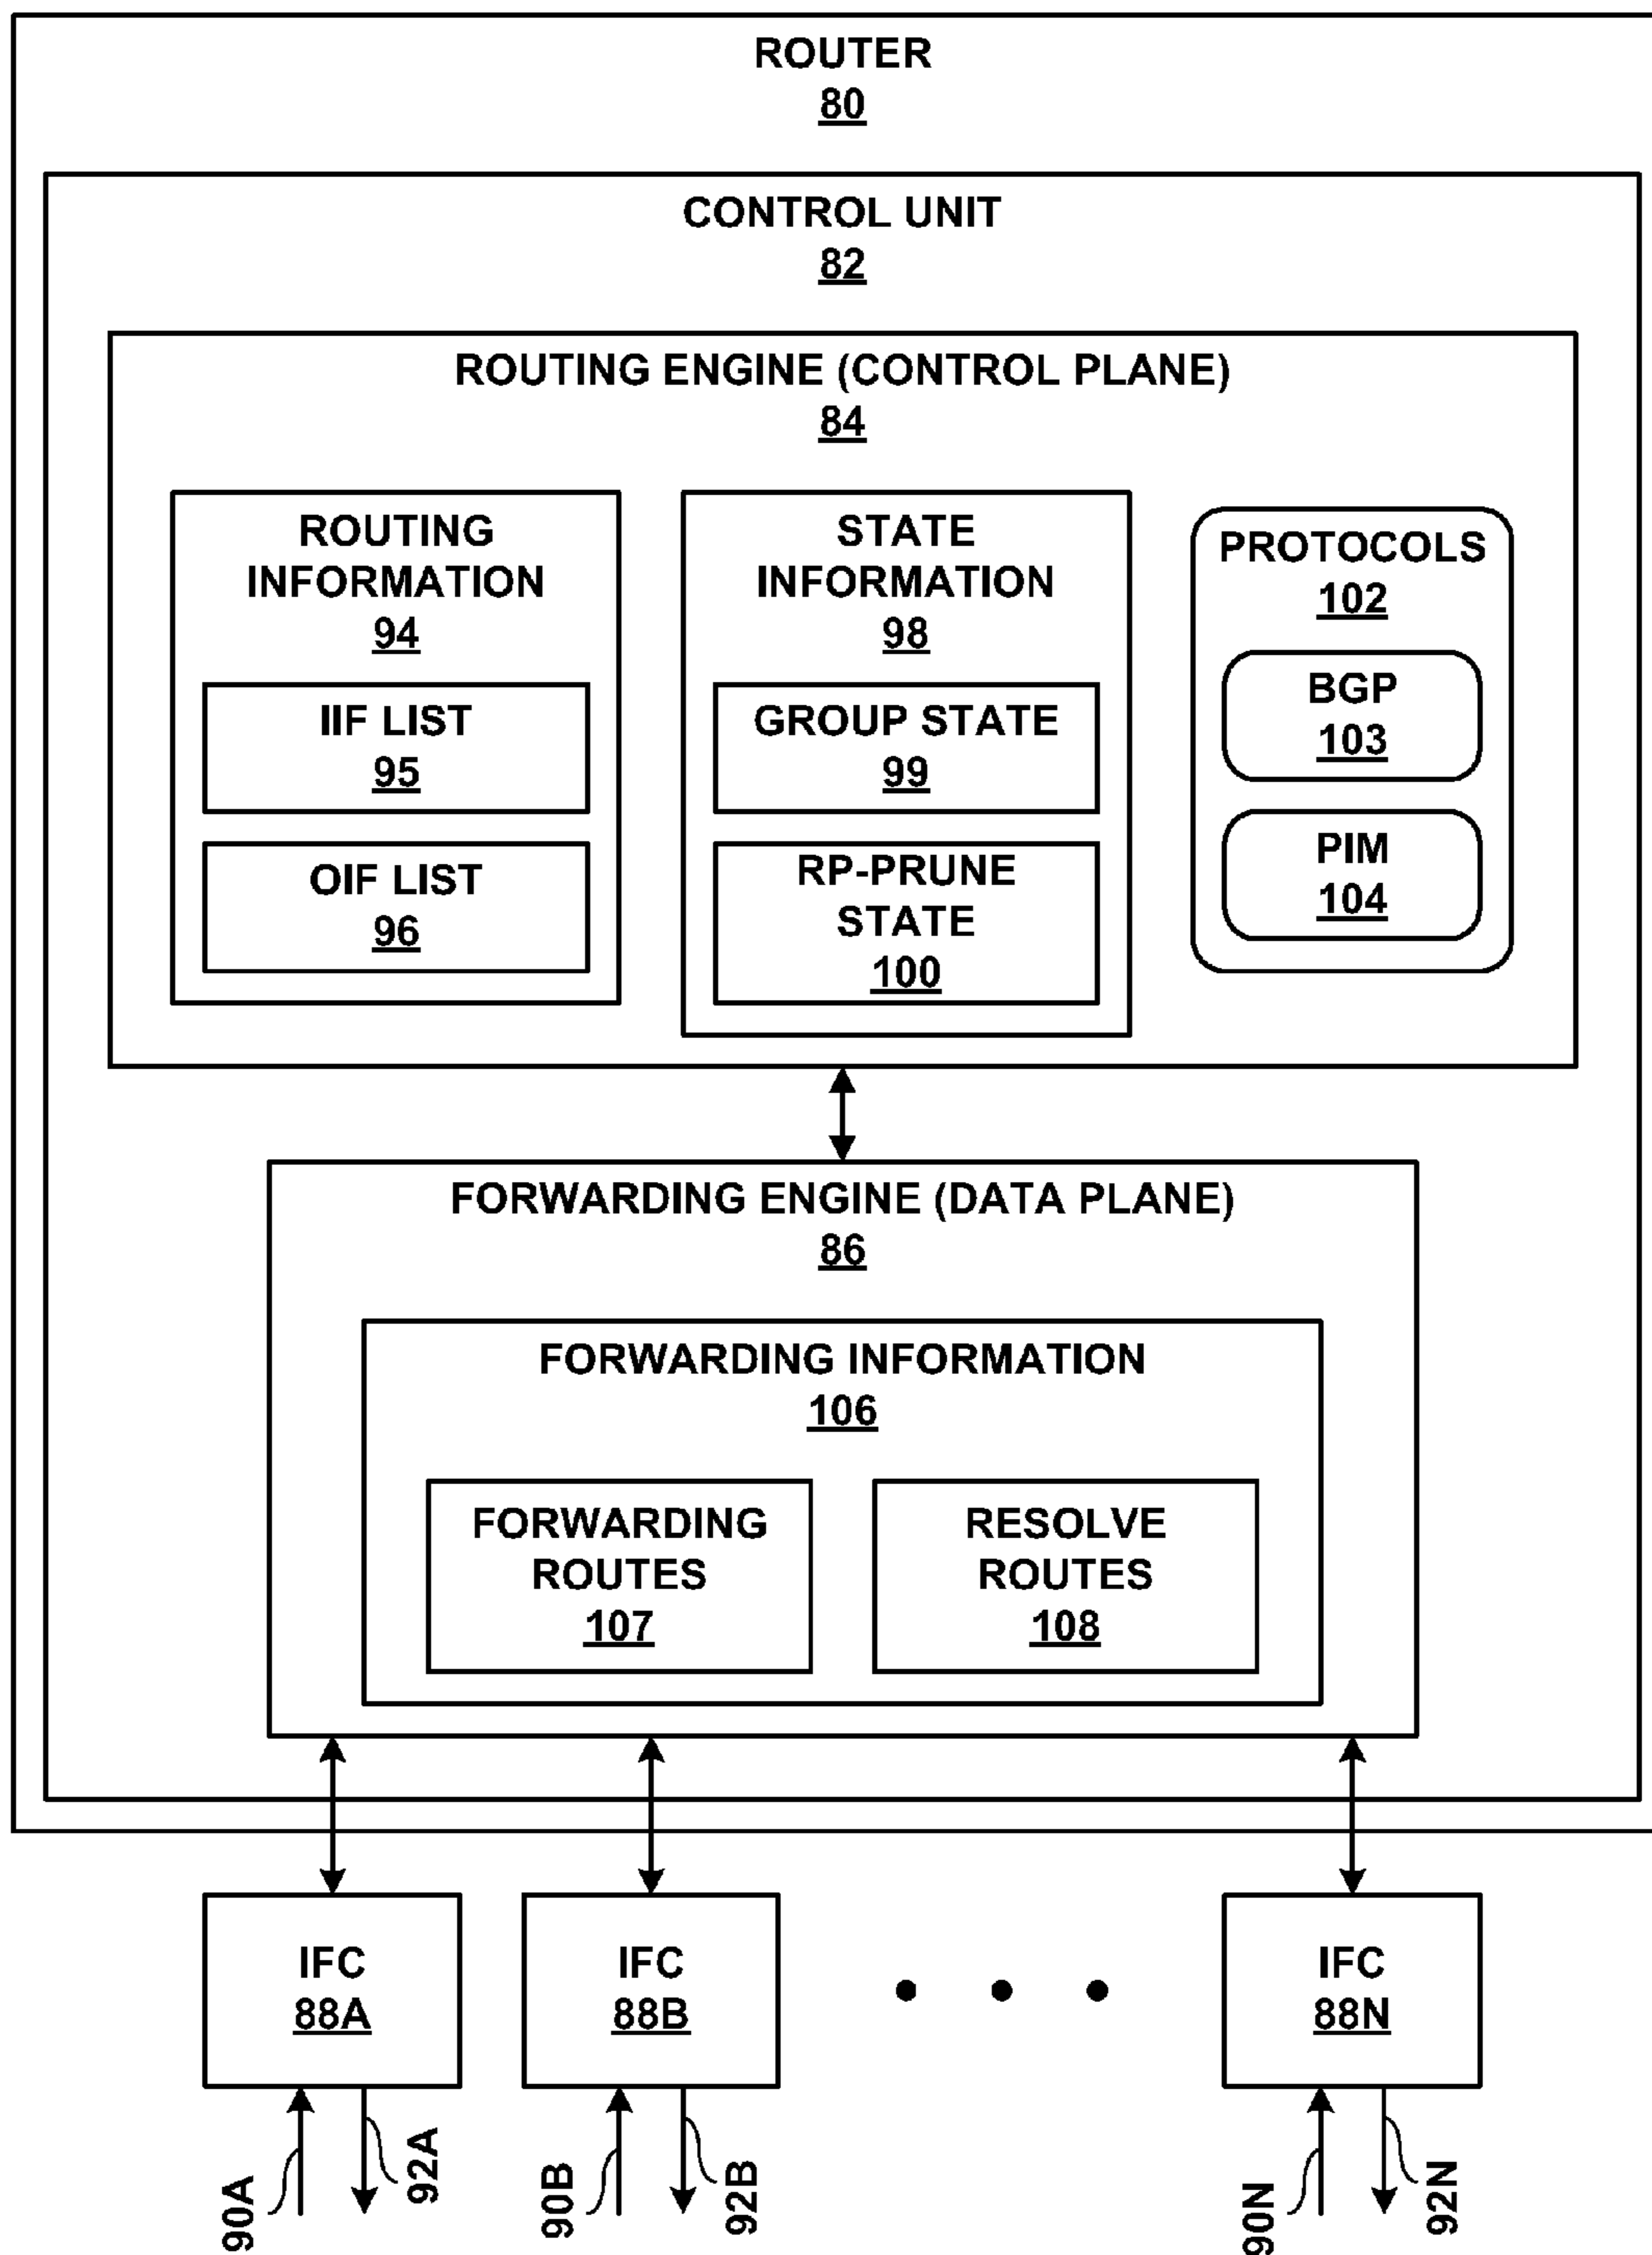 ROUTER
80
CONTROL UNIT
82
ROUTING ENGINE (CONTROL PLANE)
84
ROUTING
INFORMATION
94
IIF LIST
95
OIF LIST
96
STATE
INFORMATION
98
GROUP STATE
99
RP-PRUNE
STATE
100
PROTOCOLS
102
BGP
103
PIM
104
FORWARDING ENGINE (DATA PLANE)
86
FORWARDING INFORMATION
106
FORWARDING
ROUTES
107
RESOLVE
ROUTES
108
IFC
88A
IFC
88B
IFC
88N
90A
92A
90B
92B
90N
92N